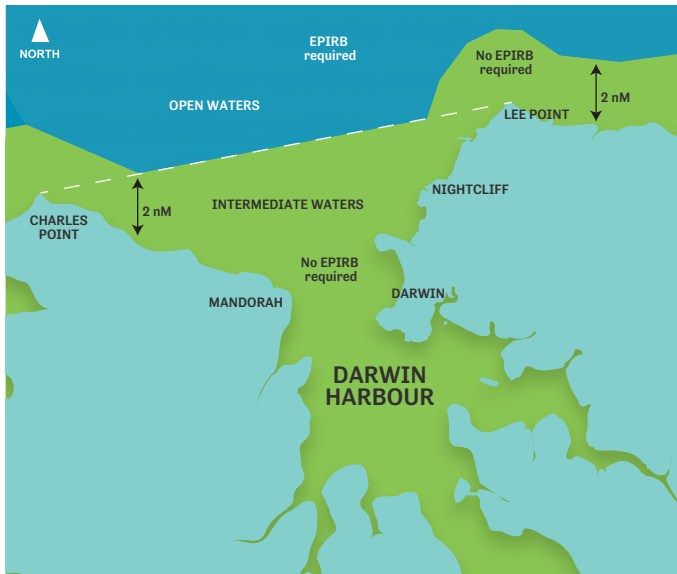 NORTH
EPIRB
required
No EPIRB
required
2 nM
OPEN WATERS
LEE POINT
NIGHTCLIFF
2 nM
INTERMEDIATE WATERS
CHARLES
POINT
No EPIRB
required
MANDORAH
DARWIN
DARWIN
HARBOUR